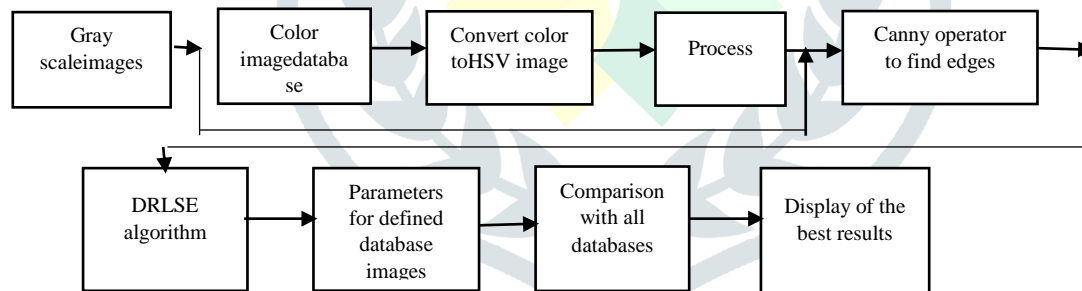 Gray
scaleimages
Color
imagedataba
se
Convert color
toHSV image
Process
Canny operator
to find edges
DRLSE
algorithm
Parameters
for defined
database
images
Comparison
with all
databases
Display of the
best results